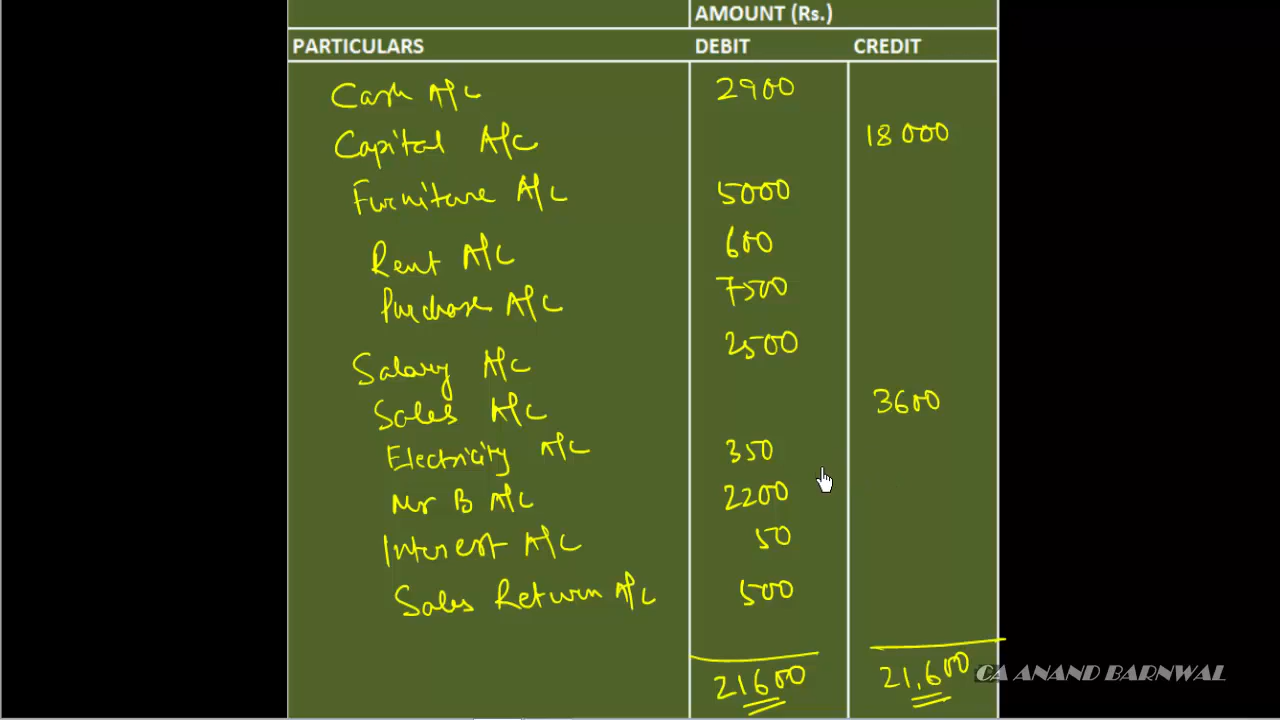 AMOUNT (Rs.)
PARTICULARS DEBIT CREDIT
Cash A/C 2900
Capital A/C 18000
Furniture A/C 5000
Rent A/C 600
Purchase A/C 7500
Salary A/C 2500
Sales A/C 3600
Electricity A/C 350
Mr B A/C 2200
Interest A/C 50
Sales Return A/C 500
21600 21,600
CA ANAND BARNWAL